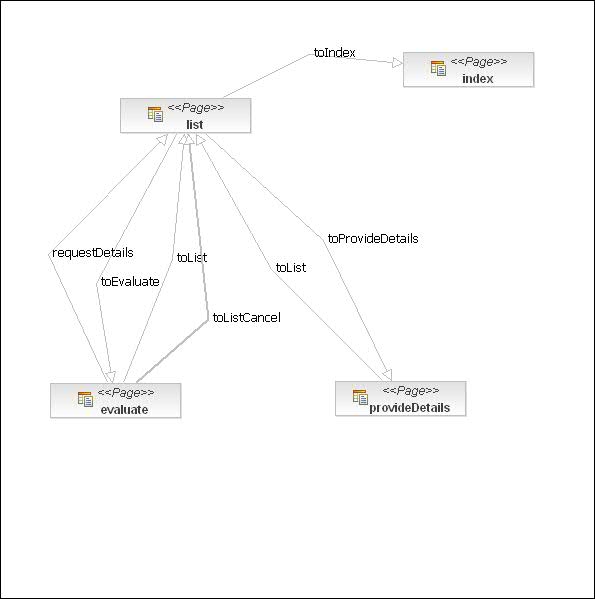 toIndex
<<Page>>
index
<<Page>>
list
toProvideDetails
requestDetails
toList
toList
toEvaluate
toListCancel
<<Page>>
evaluate
<<Page>>
provideDetails